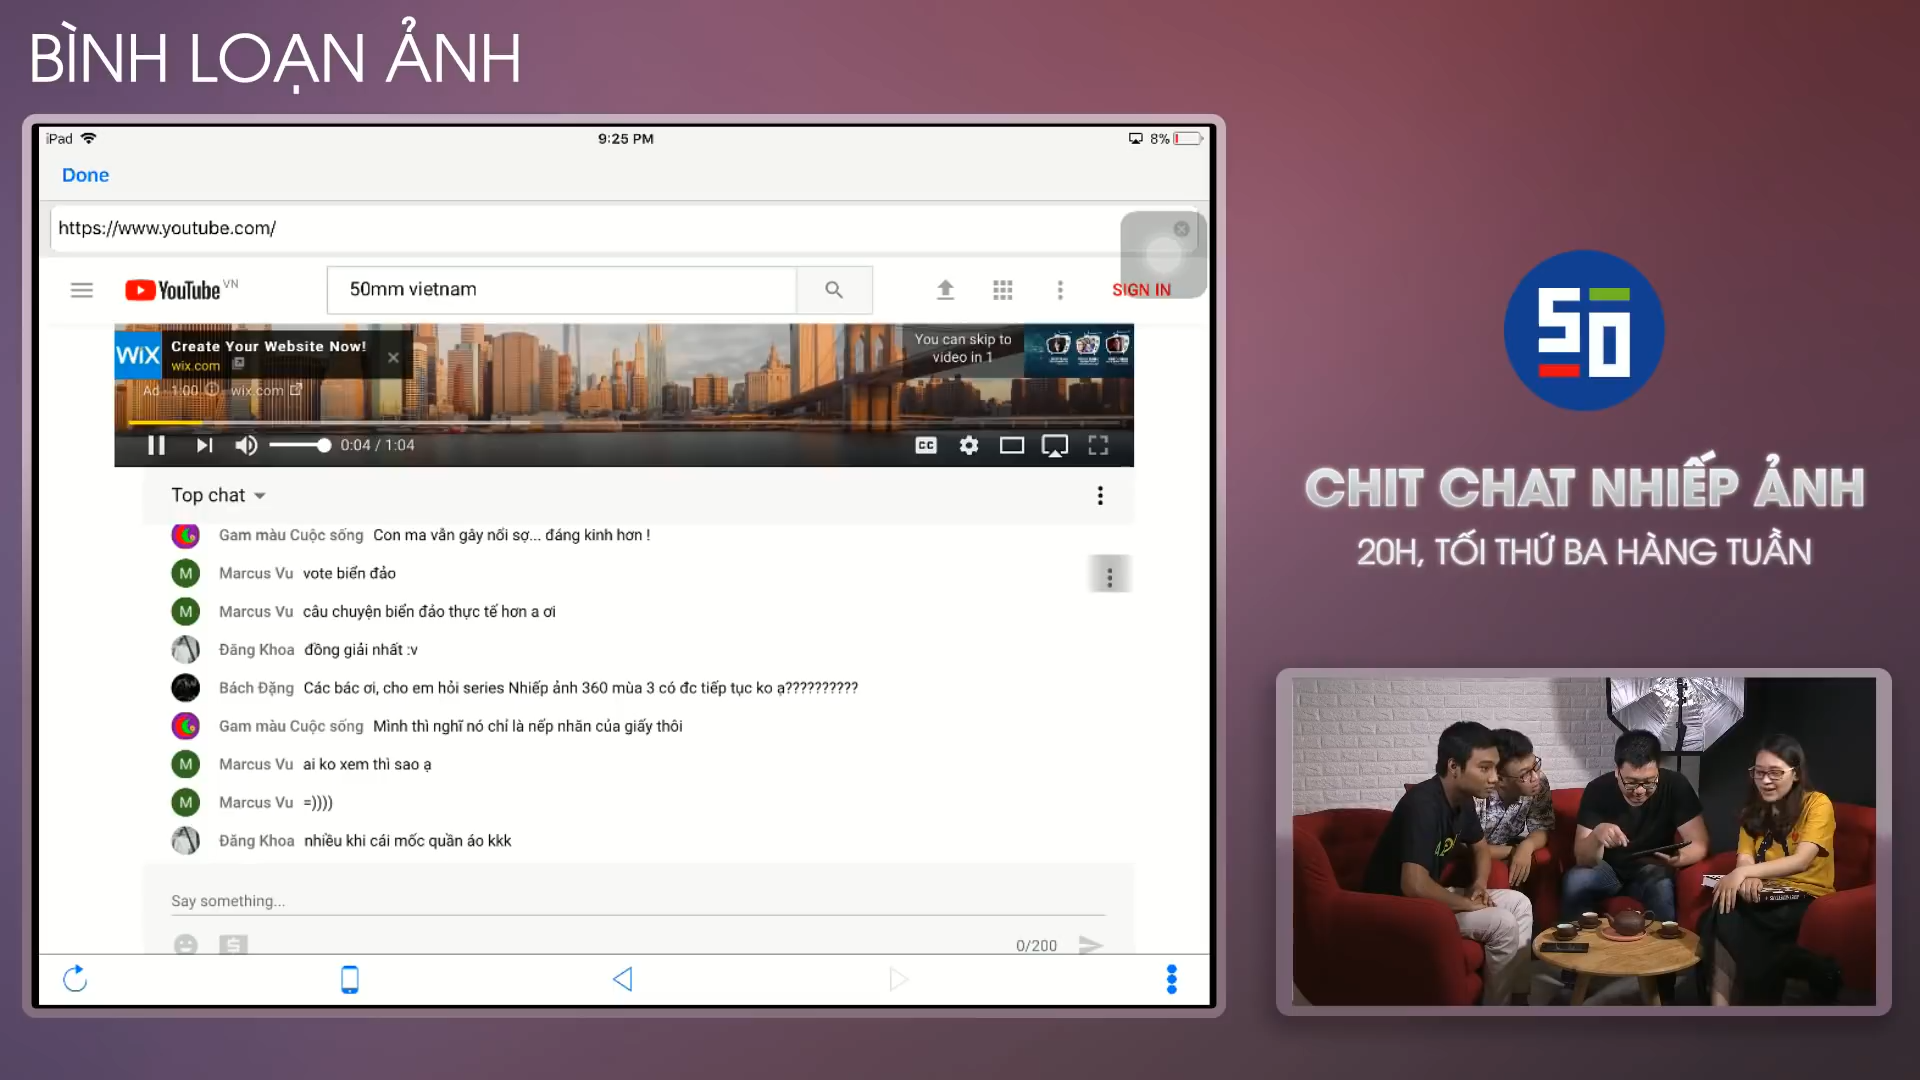 BÌNH LOẠN ẢNH
iPad
9:25 PM
8%
Done
https://www.youtube.com/
YouTube VN
50mm vietnam
SIGN IN
WiX
Create Your Website Now!
wix.com
You can skip to
video in 1
Ad · 1:00
wix.com
0:04 / 1:04
CC
Top chat
Gam màu Cuộc sống Con ma vẫn gây nổi sợ... đáng kinh hơn !
M Marcus Vu vote biển đảo
M Marcus Vu câu chuyện biển đảo thực tế hơn a ơi
Đăng Khoa đồng giải nhất :v
Bách Đặng Các bác ơi, cho em hỏi series Nhiếp ảnh 360 mùa 3 có đc tiếp tục ko ạ??????????
Gam màu Cuộc sống Mình thì nghĩ nó chỉ là nếp nhăn của giấy thôi
M Marcus Vu ai ko xem thì sao ạ
M Marcus Vu =))))
Đăng Khoa nhiều khi cái mốc quần áo kkk
Say something...
0/200
50
CHIT CHAT NHIẾP ẢNH
20H, TỐI THỨ BA HÀNG TUẦN